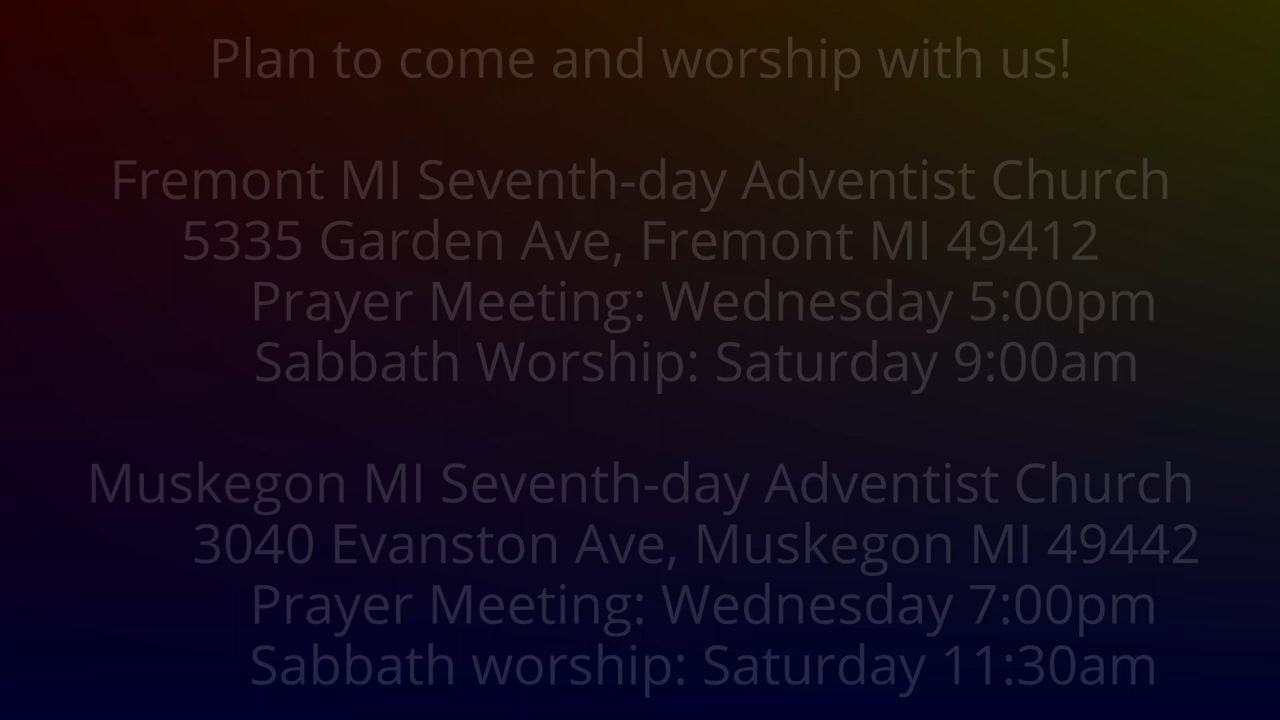 Plan to come and worship with us!
Fremont MI Seventh-day Adventist Church
5335 Garden Ave, Fremont MI 49412
Prayer Meeting: Wednesday 5:00pm
Sabbath Worship: Saturday 9:00am
Muskegon MI Seventh-day Adventist Church
3040 Evanston Ave, Muskegon MI 49442
Prayer Meeting: Wednesday 7:00pm
Sabbath worship: Saturday 11:30am